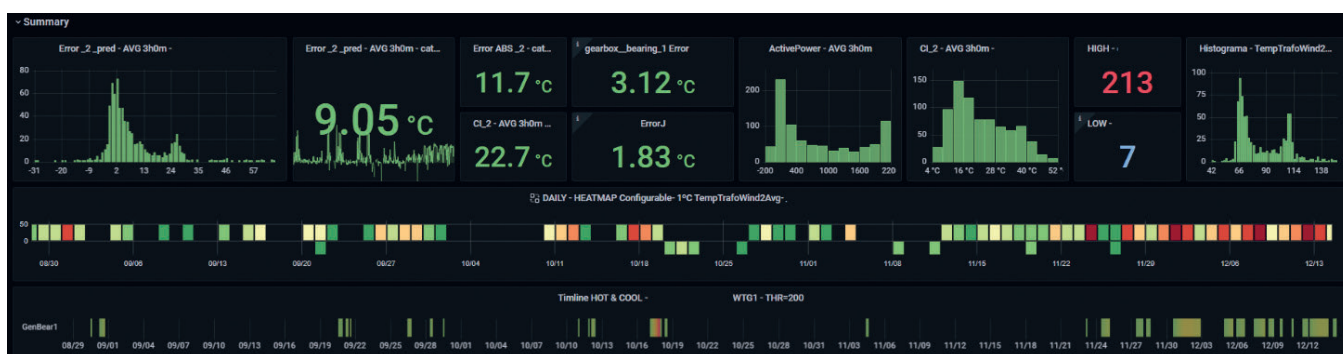 Summary
Error _2 _pred - AVG 3h0m -
Error _2 _pred - AVG 3h0m - cat...
Error ABS _2 - cat...
gearbox__bearing_1 Error
ActivePower - AVG 3h0m
CI_2 - AVG 3h0m -
HIGH -
Histograma - TempTrafoWind2...
80
60
40
20
0
-31 -20 -9 2 13 24 35 46 57
9.05 °C
11.7 °C
3.12 °C
CI_2 - AVG 3h0m ...
ErrorJ
22.7 °C
1.83 °C
200
100
0
-200 400 1000 1600 220
150
100
50
0
4 °C 16 °C 28 °C 40 °C 52 °
213
LOW -
7
100
75
50
25
0
42 66 90 114 138
DAILY - HEATMAP Configurable- 1ºC TempTrafoWind2Avg-.
50
0
08/30 09/06 09/13 09/20 09/27 10/04 10/11 10/18 10/25 11/01 11/08 11/15 11/22 11/29 12/06 12/13
Timline HOT & COOL - WTG1 - THR=200
GenBear1
08/29 09/01 09/04 09/07 09/10 09/13 09/16 09/19 09/22 09/25 09/28 10/01 10/04 10/07 10/10 10/13 10/16 10/19 10/22 10/25 10/28 10/31 11/03 11/06 11/09 11/12 11/15 11/18 11/21 11/24 11/27 11/30 12/03 12/06 12/09 12/12